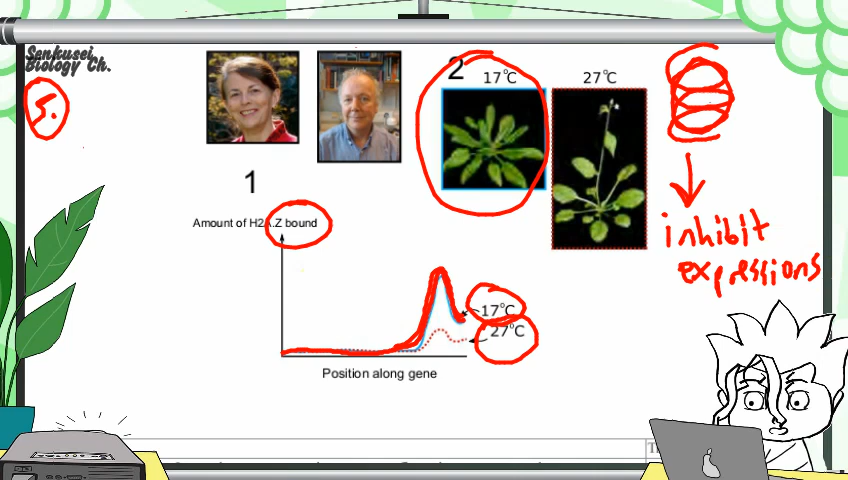 Senkusei
Biology Ch.
5.
1
2
17°C
27°C
Amount of H2A.Z bound
17°C
27°C
Position along gene
inhibit
expressions